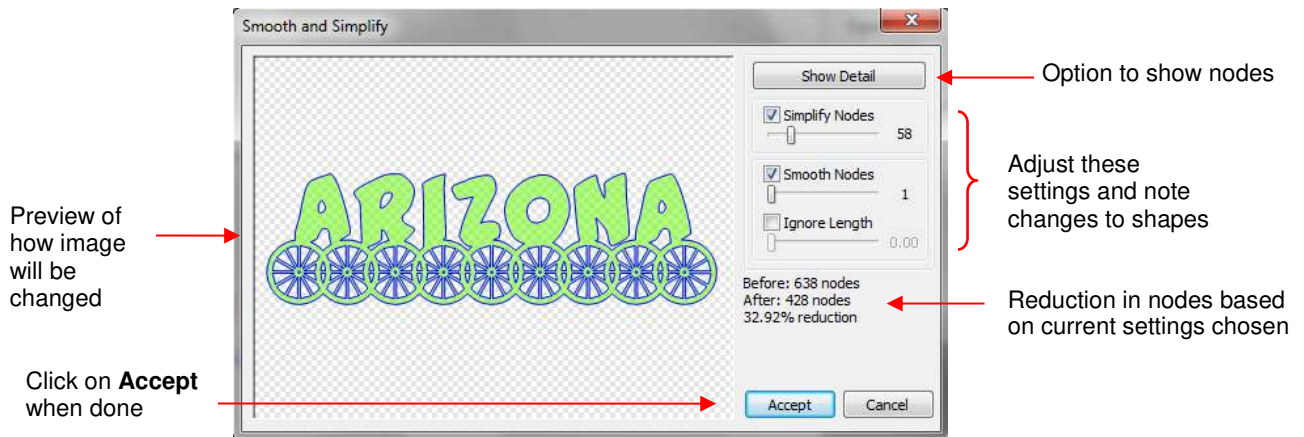 Smooth and Simplify
Show Detail
Option to show nodes
Simplify Nodes
58
Smooth Nodes
1
Ignore Length
0.00
Adjust these
settings and note
changes to shapes
ARIZONA
Preview of
how image
will be
changed
Before: 638 nodes
After: 428 nodes
32.92% reduction
Reduction in nodes based
on current settings chosen
Click on Accept
when done
Accept
Cancel